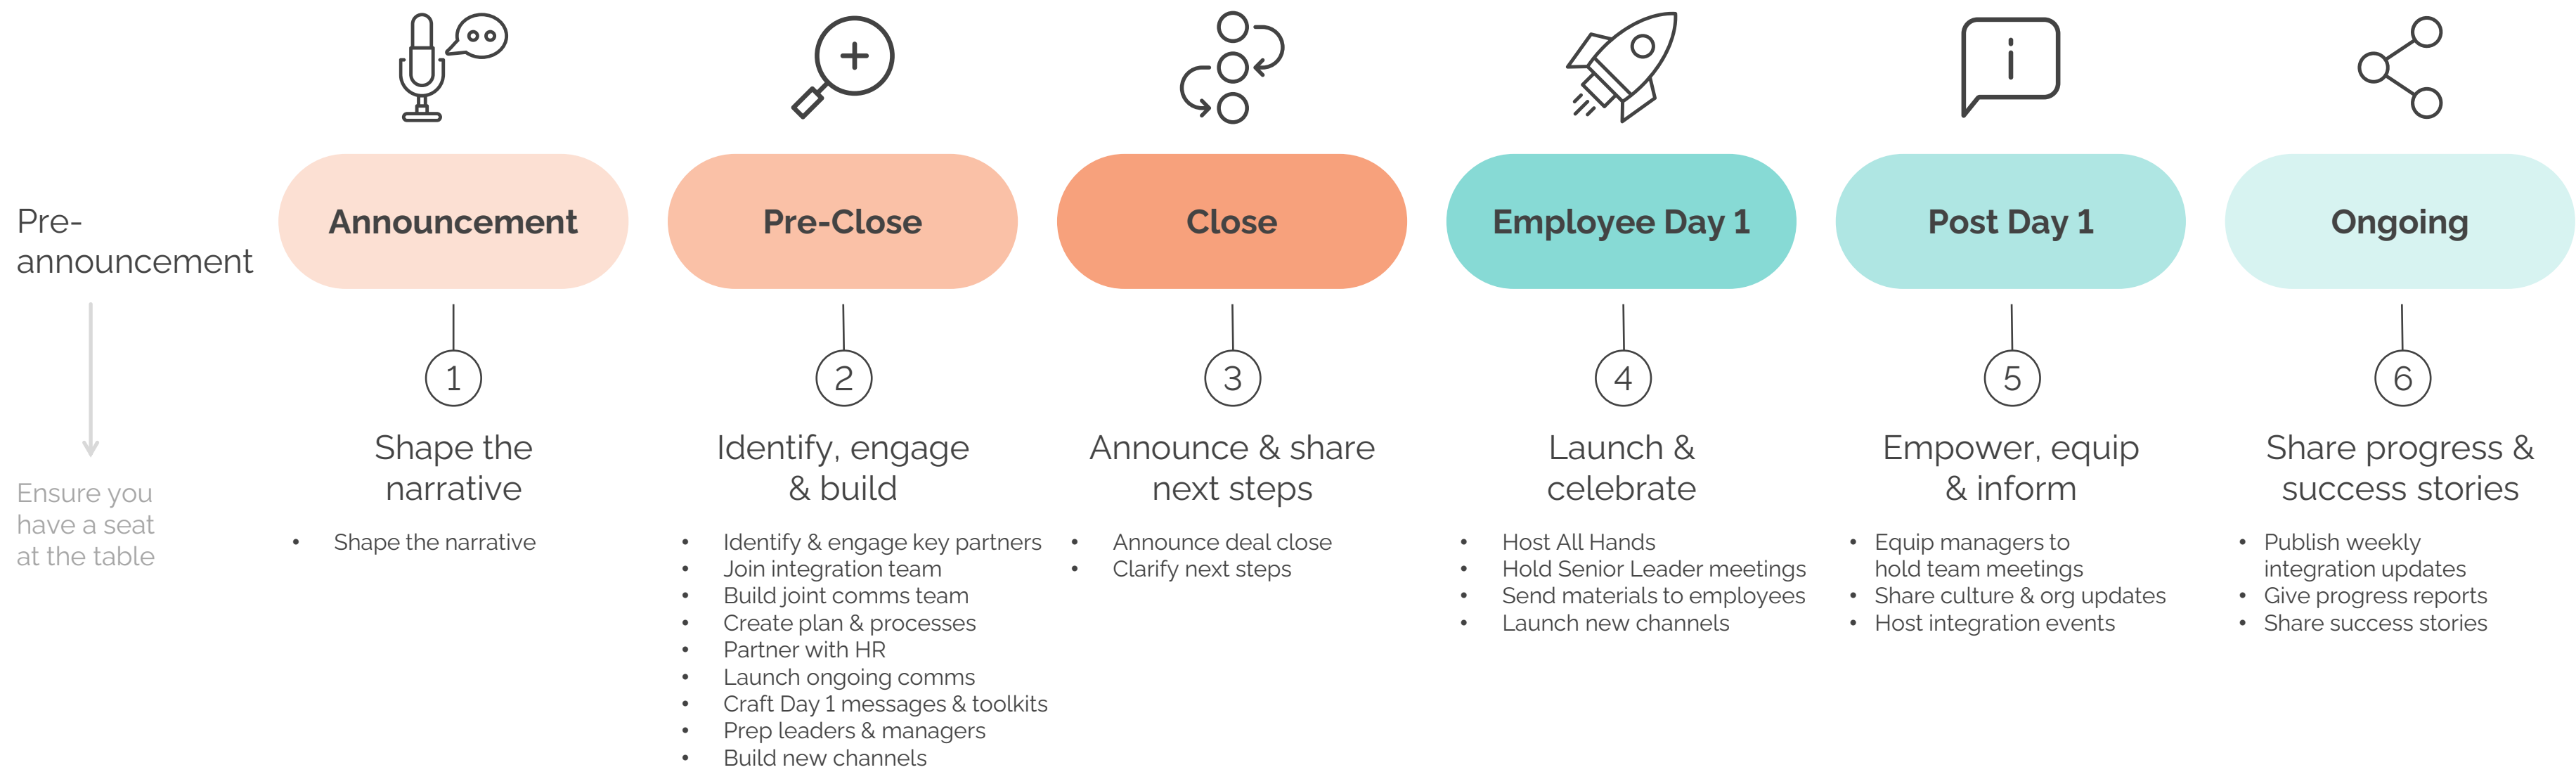 Pre-
announcement
Ensure you
have a seat
at the table
Announcement
1
Shape the
narrative
• Shape the narrative
Pre-Close
2
Identify, engage
& build
• Identify & engage key partners
• Join integration team
• Build joint comms team
• Create plan & processes
• Partner with HR
• Launch ongoing comms
• Craft Day 1 messages & toolkits
• Prep leaders & managers
• Build new channels
Close
3
Announce & share
next steps
• Announce deal close
• Clarify next steps
Employee Day 1
4
Launch &
celebrate
• Host All Hands
• Hold Senior Leader meetings
• Send materials to employees
• Launch new channels
i
Post Day 1
5
Empower, equip
& inform
• Equip managers to
hold team meetings
• Share culture & org updates
• Host integration events
Ongoing
6
Share progress &
success stories
• Publish weekly
integration updates
• Give progress reports
• Share success stories